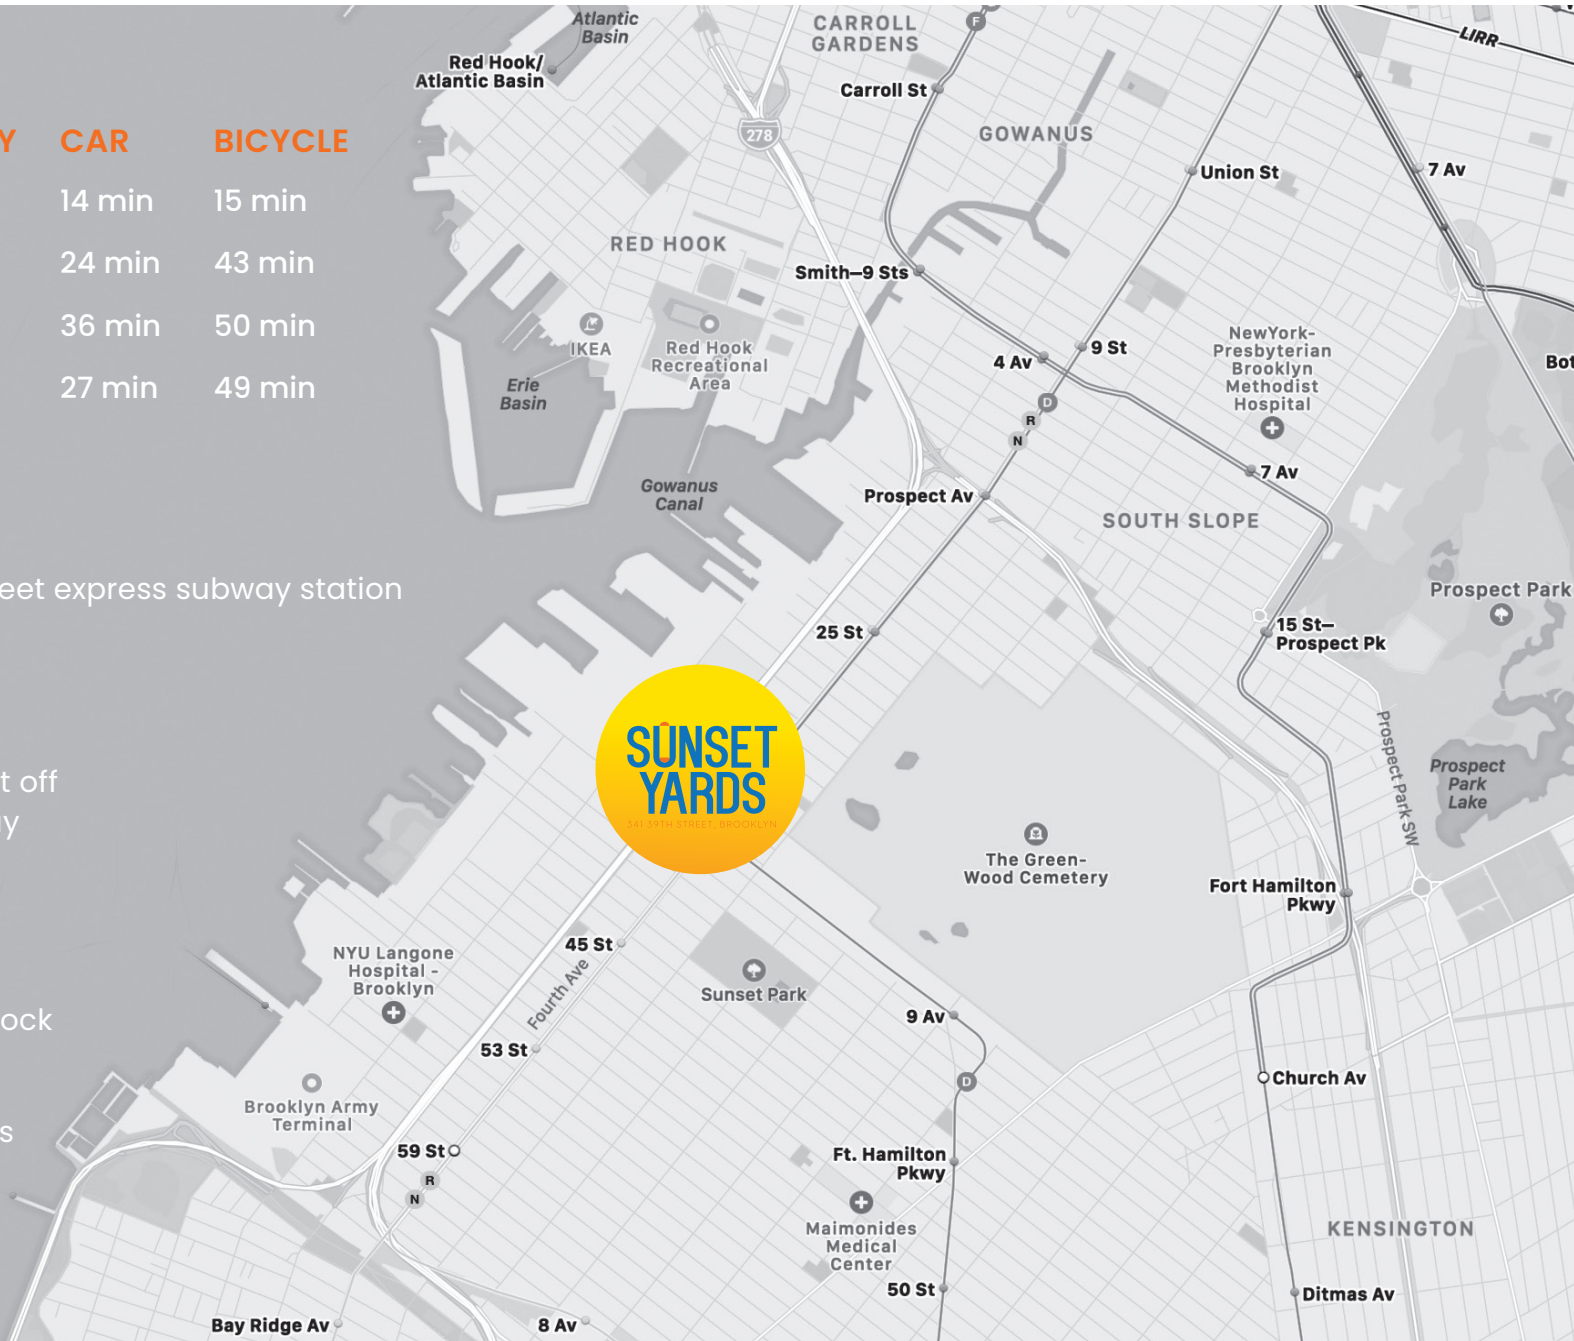 Y CAR BICYCLE
14 min 15 min
24 min 43 min
36 min 50 min
27 min 49 min
eet express subway station
t off
y
ock
s
Atlantic
Basin
Red Hook/
Atlantic Basin
CARROLL
GARDENS
F
LIRR
Carroll St
278
GOWANUS
Union St
7 Av
RED HOOK
Smith–9 Sts
IKEA
Red Hook
Recreational
Area
4 Av
9 St
NewYork-
Presbyterian
Brooklyn
Methodist
Hospital
Bot
Erie
Basin
D
R
N
7 Av
Gowanus
Canal
Prospect Av
SOUTH SLOPE
Prospect Park
25 St
15 St–
Prospect Pk
SUNSET
YARDS
341 39TH STREET, BROOKLYN
Prospect Park SW
Prospect
Park
Lake
The Green-
Wood Cemetery
Fort Hamilton
Pkwy
45 St
NYU Langone
Hospital -
Brooklyn
Fourth Ave
Sunset Park
9 Av
53 St
D
Church Av
Brooklyn Army
Terminal
59 St
R
N
Ft. Hamilton
Pkwy
Maimonides
Medical
Center
KENSINGTON
50 St
Ditmas Av
Bay Ridge Av
8 Av